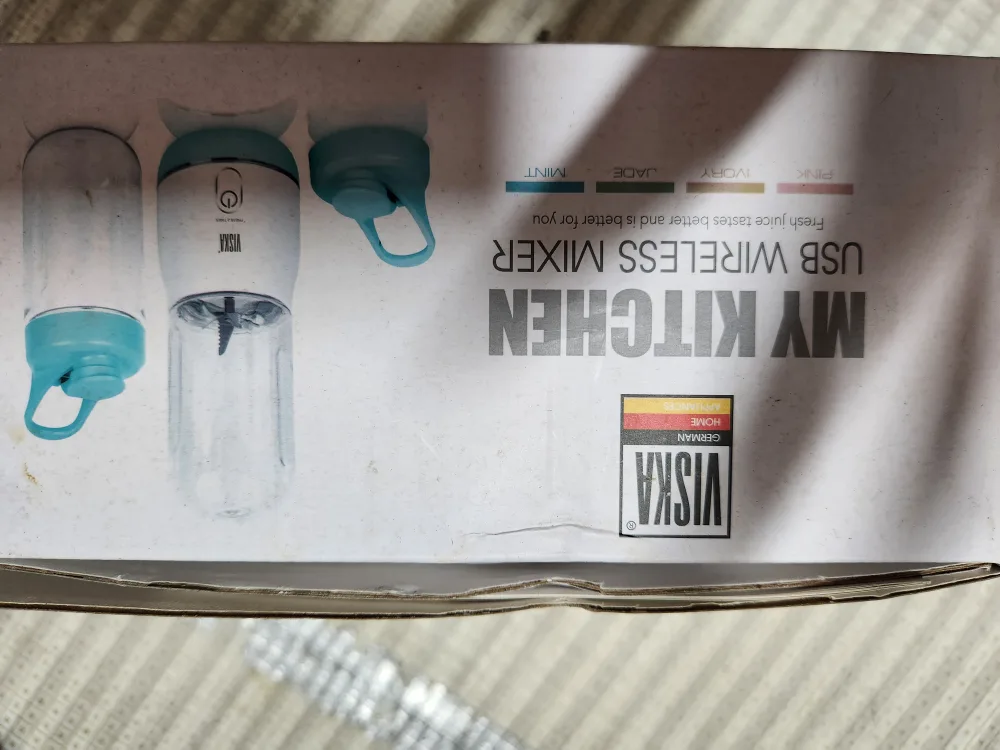 VISKA®
GERMAN
HOME
APPLIANCES
MY KITCHEN
USB WIRELESS MIXER
Fresh juice tastes better and is better for you
PINK
IVORY
JADE
MINT
VISKA